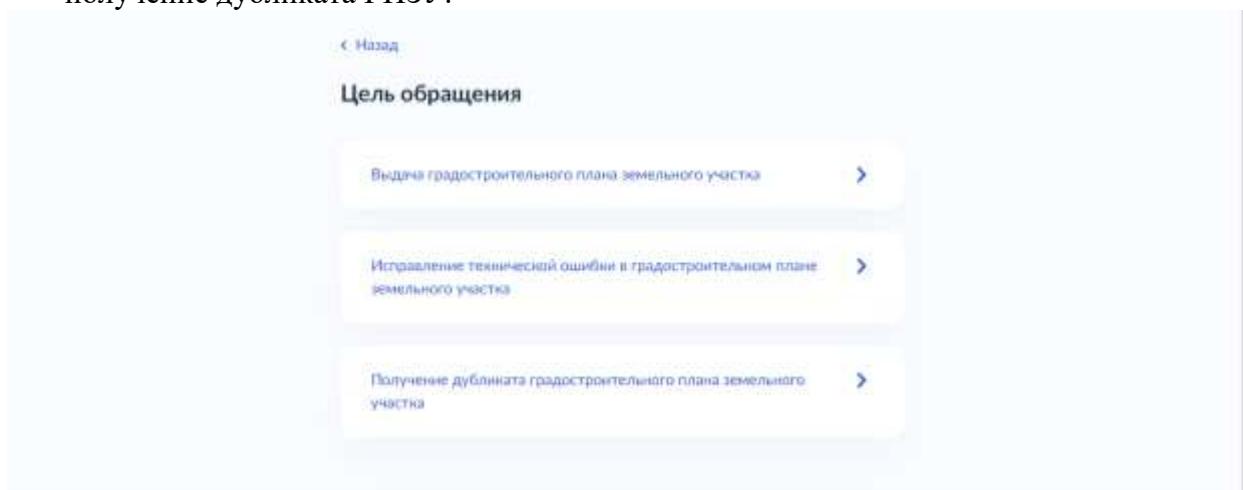 получение дубликата ГПЗУ.
Назад
Цель обращения
Выдача градостроительного плана земельного участка
Исправление технической ошибки в градостроительном плане
земельного участка
Получение дубликата градостроительного плана земельного
участка